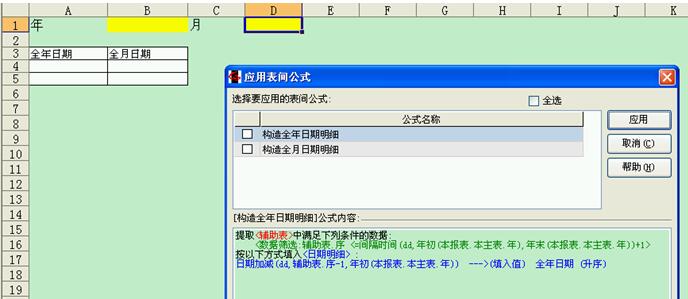 A B C D E F G H I J K
1 年 月
2
3 全年日期 全月日期
4
5
6
7
8
9
10
11
12
13
14
15
16
17
18
19
应用表间公式
选择要应用的表间公式: 全选
公式名称
构造全年日期明细
构造全月日期明细
应用
取消(C)
帮助(H)
[构造全年日期明细]公式内容:
提取<辅助表>中满足下列条件的数据:
<数据筛选:辅助表.序 <=间隔时间(dd,年初(本报表.本主表.年),年末(本报表.本主表.年))+1>
按以下方式填入<日期明细>:
日期加减(dd,辅助表.序-1,年初(本报表.本主表.年)) --->(填入值) 全年日期 (升序)